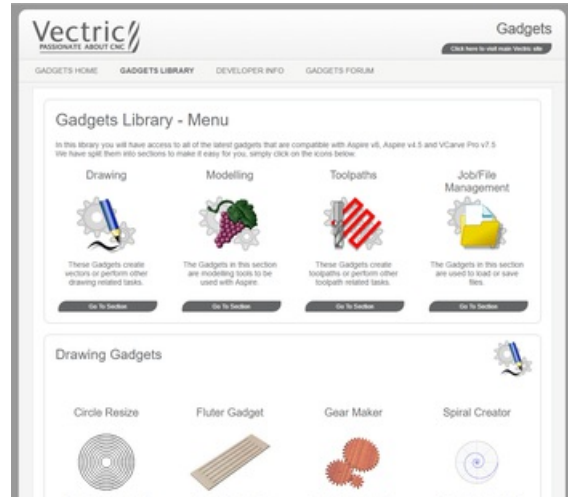 Vectric
PASSIONATE ABOUT CNC
Gadgets
Click here to visit main Vectric site
GADGETS HOME GADGETS LIBRARY DEVELOPER INFO GADGETS FORUM
Gadgets Library - Menu
In this library you will have access to all of the latest gadgets that are compatible with Aspire v8, Aspire v4.5 and VCarve Pro v7.5
We have split them into sections to make it easy for you, simply click on the icons below.
Drawing
These Gadgets create
vectors or perform other
drawing related tasks.
Go To Section
Modelling
The Gadgets in this section
are modelling tools to be
used with Aspire.
Go To Section
Toolpaths
These Gadgets create
toolpaths or perform other
toolpath related tasks.
Go To Section
Job/File
Management
The Gadgets in this section
are used to load or save
files.
Go To Section
Drawing Gadgets
Circle Resize
Fluter Gadget
Gear Maker
Spiral Creator